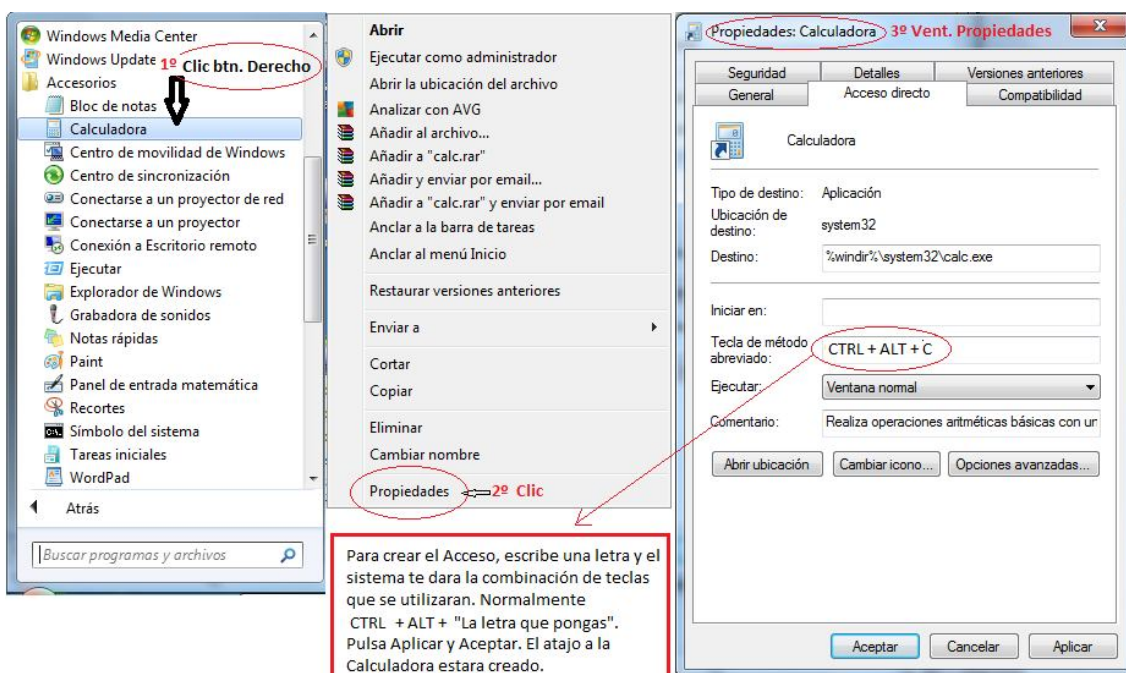 Windows Media Center
Windows Update
1º Clic btn. Derecho
Accesorios
Bloc de notas
Calculadora
Centro de movilidad de Windows
Centro de sincronización
Conectarse a un proyector de red
Conectarse a un proyector
Conexión a Escritorio remoto
Ejecutar
Explorador de Windows
Grabadora de sonidos
Notas rápidas
Paint
Panel de entrada matemática
Recortes
Símbolo del sistema
Tareas iniciales
WordPad
Atrás
Buscar programas y archivos
Abrir
Ejecutar como administrador
Abrir la ubicación del archivo
Analizar con AVG
Añadir al archivo...
Añadir a "calc.rar"
Añadir y enviar por email...
Añadir a "calc.rar" y enviar por email
Anclar a la barra de tareas
Anclar al menú Inicio
Restaurar versiones anteriores
Enviar a
Cortar
Copiar
Eliminar
Cambiar nombre
Propiedades 2º Clic
Para crear el Acceso, escribe una letra y el
sistema te dara la combinación de teclas
que se utilizaran. Normalmente
CTRL + ALT + "La letra que pongas".
Pulsa Aplicar y Aceptar. El atajo a la
Calculadora estara creado.
Propiedades: Calculadora 3º Vent. Propiedades
Seguridad Detalles Versiones anteriores
General Acceso directo Compatibilidad
Calculadora
Tipo de destino: Aplicación
Ubicación de
destino: system32
Destino: %windir%\system32\calc.exe
Iniciar en:
Tecla de método
abreviado: CTRL + ALT + C
Ejecutar: Ventana normal
Comentario: Realiza operaciones aritméticas básicas con un
Abrir ubicación Cambiar icono... Opciones avanzadas...
Aceptar Cancelar Aplicar